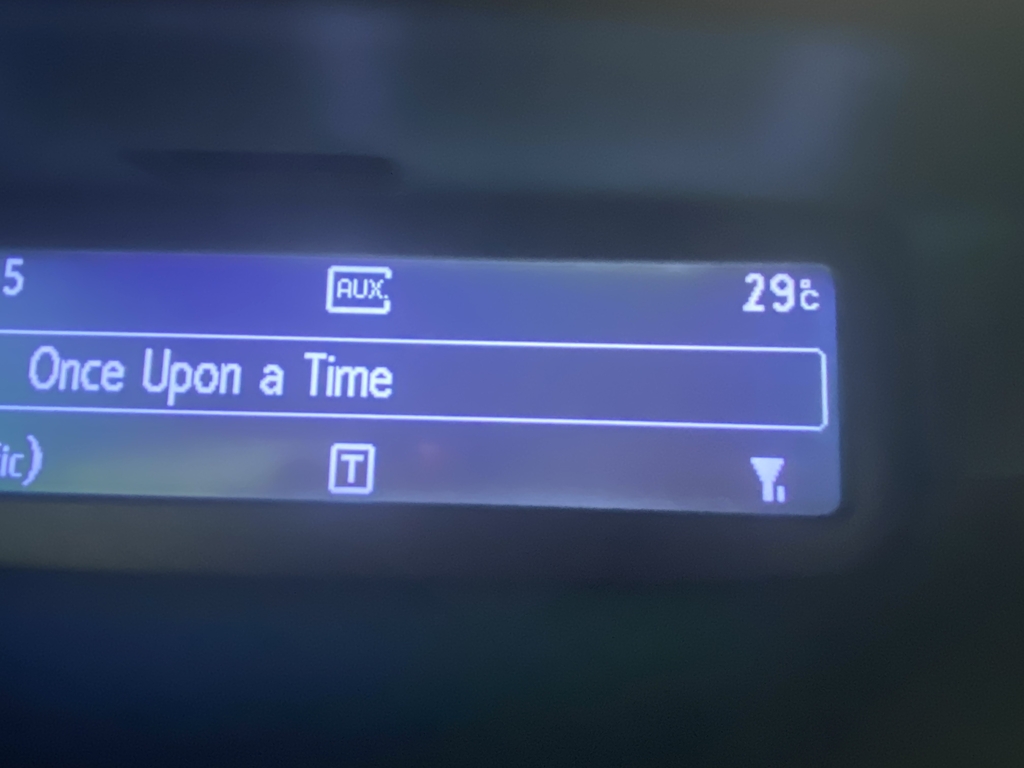 5 AUX. 29°C
Once Upon a Time
ic) T